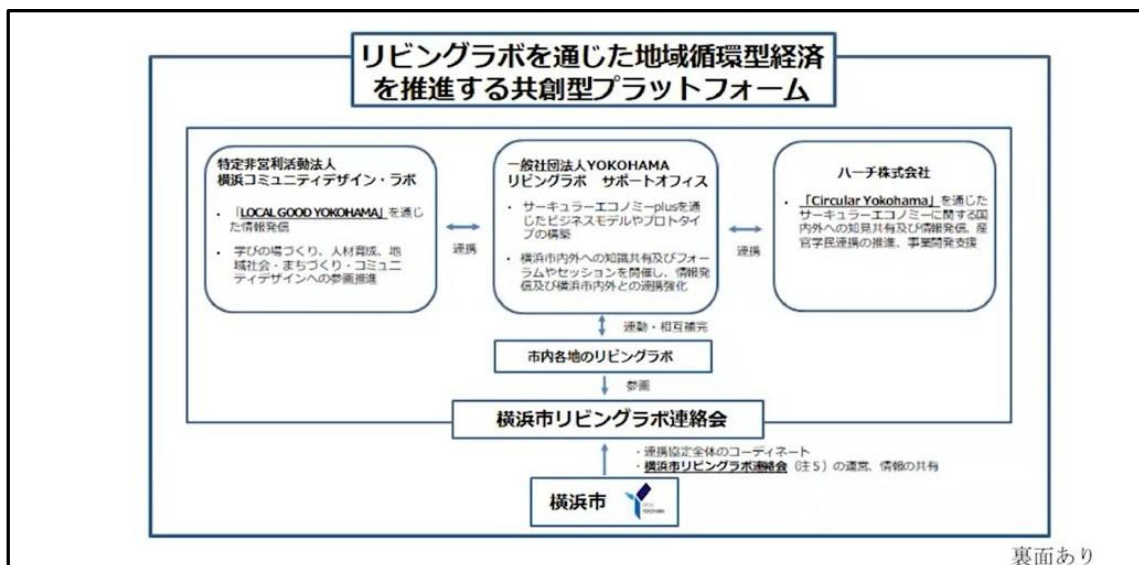 リビングラボを通じた地域循環型経済
を推進する共創型プラットフォーム
特定非営利活動法人
横浜コミュニティデザイン・ラボ
・ 「LOCAL GOOD YOKOHAMA」を通じ
た情報発信
・ 学びの場づくり、人材育成、地
域社会・まちづくり・コミュニ
ティデザインへの参画推進
連携
一般社団法人YOKOHAMA
リビングラボ サポートオフィス
・ サーキュラーエコノミーplusを通
じたビジネスモデルやプロトタイ
プの構築
・ 横浜市内外への知識共有及びフォ
ーラムやセッションを開催し、情報発
信及び横浜市内外との連携強化
連携
ハーチ株式会社
・ 「Circular Yokohama」を通じた
サーキュラーエコノミーに関する国
内外への知見共有及び情報発信、産
官学民連携の推進、事業開発支援
連動・相互補完
市内各地のリビングラボ
参画
横浜市リビングラボ連絡会
・連携協定全体のコーディネート
・横浜市リビングラボ連絡会（注５）の運営、情報の共有
横浜市
裏面あり